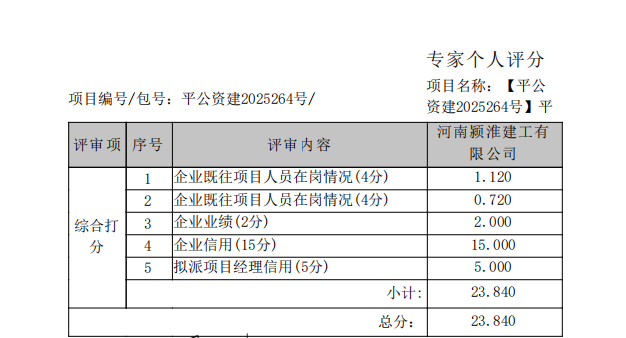 专家个人评分
项目编号/包号：平公资建2025264号/
项目名称：【平公
资建2025264号】平
评审项 序号 评审内容 河南颍淮建工有
限公司
综合打
分
1 企业既往项目人员在岗情况(4分) 1.120
2 企业既往项目人员在岗情况(4分) 0.720
3 企业业绩(2分) 2.000
4 企业信用(15分) 15.000
5 拟派项目经理信用(5分) 5.000
小计: 23.840
总分: 23.840